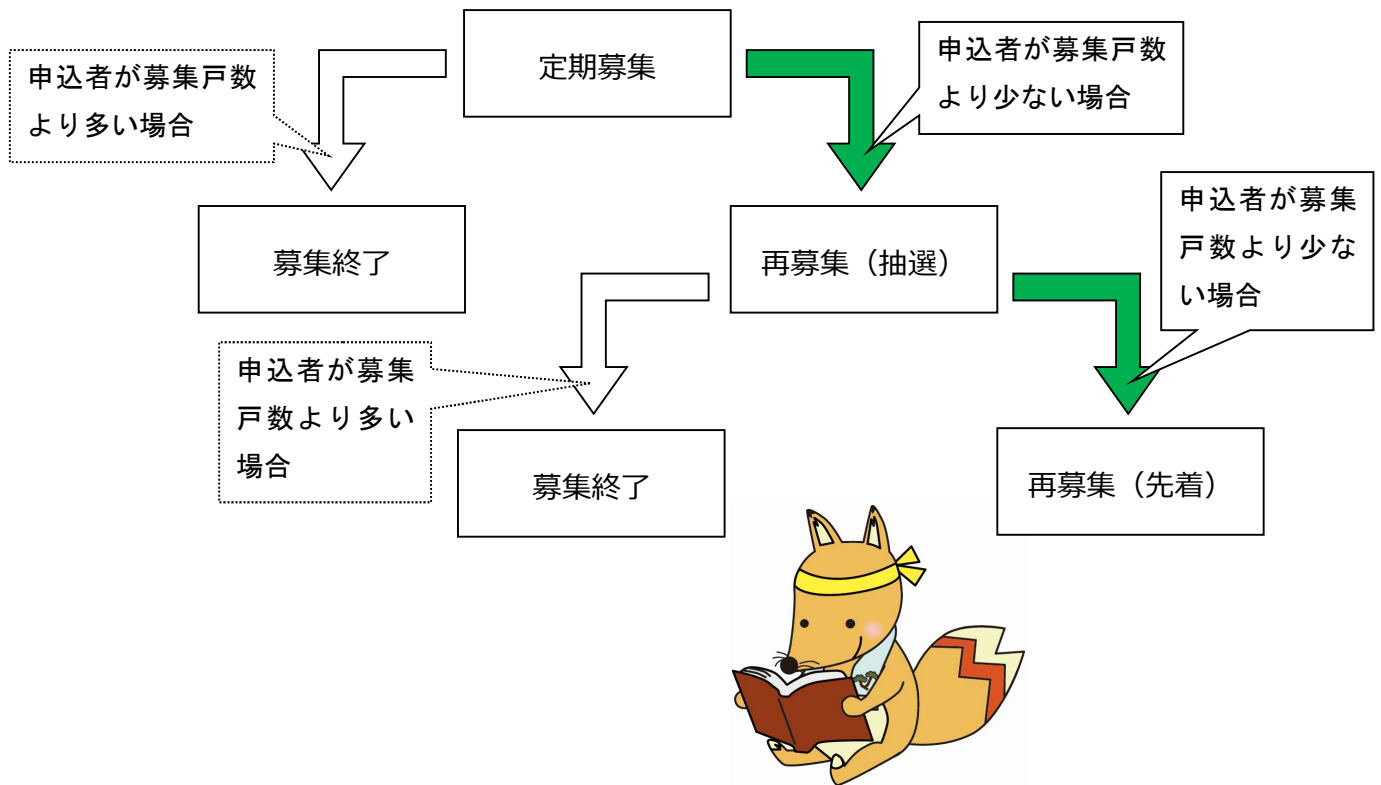 申込者が募集戸数
より多い場合
定期募集
申込者が募集戸数
より少ない場合
募集終了
再募集（抽選）
申込者が募集
戸数より少な
い場合
申込者が募集
戸数より多い
場合
募集終了
再募集（先着）